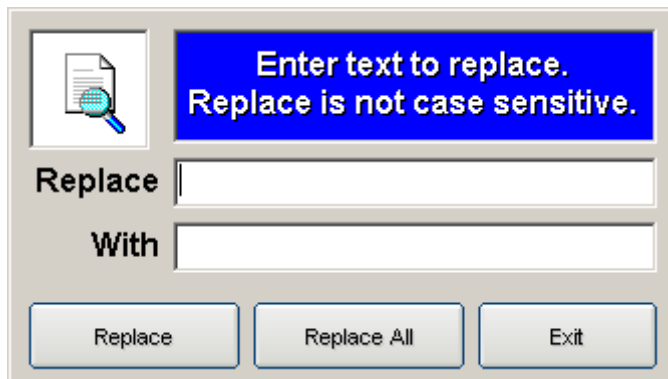 Enter text to replace.
Replace is not case sensitive.
Replace
With
Replace
Replace All
Exit